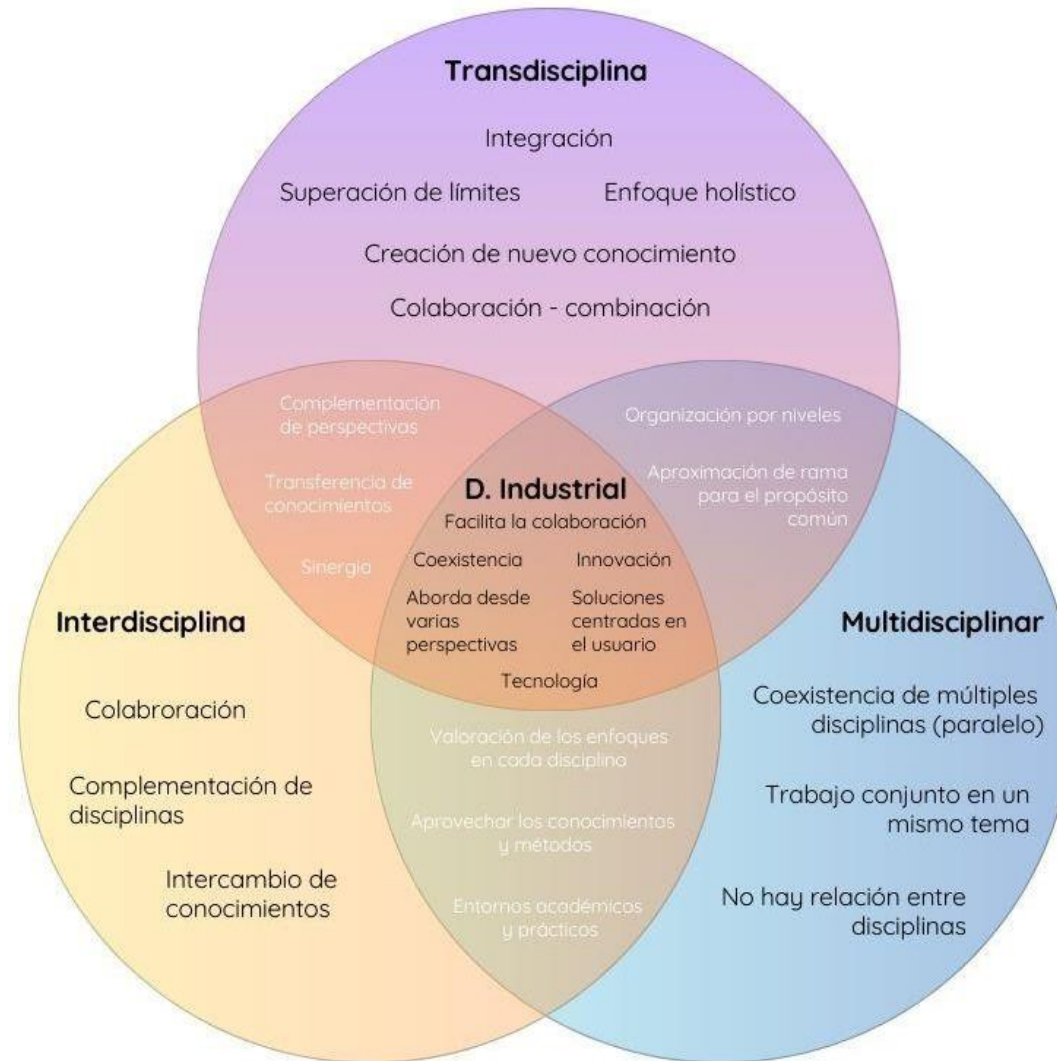 Transdisciplina
Integración
Superación de límites
Enfoque holístico
Creación de nuevo conocimiento
Colaboración - combinación
Complementación
de perspectivas
Transferencia de
conocimientos
Sinergia
Organización por niveles
Aproximación de rama
para el propósito
común
D. Industrial
Facilita la colaboración
Coexistencia
Innovación
Aborda desde
varias
perspectivas
Soluciones
centradas en
el usuario
Tecnología
Interdisciplina
Colabroración
Complementación de
disciplinas
Intercambio de
conocimientos
Valoración de los enfoques
en cada disciplina
Aprovechar los conocimientos
y métodos
Entornos académicos
y prácticos
Multidisciplinar
Coexistencia de múltiples
disciplinas (paralelo)
Trabajo conjunto en un
mismo tema
No hay relación entre
disciplinas